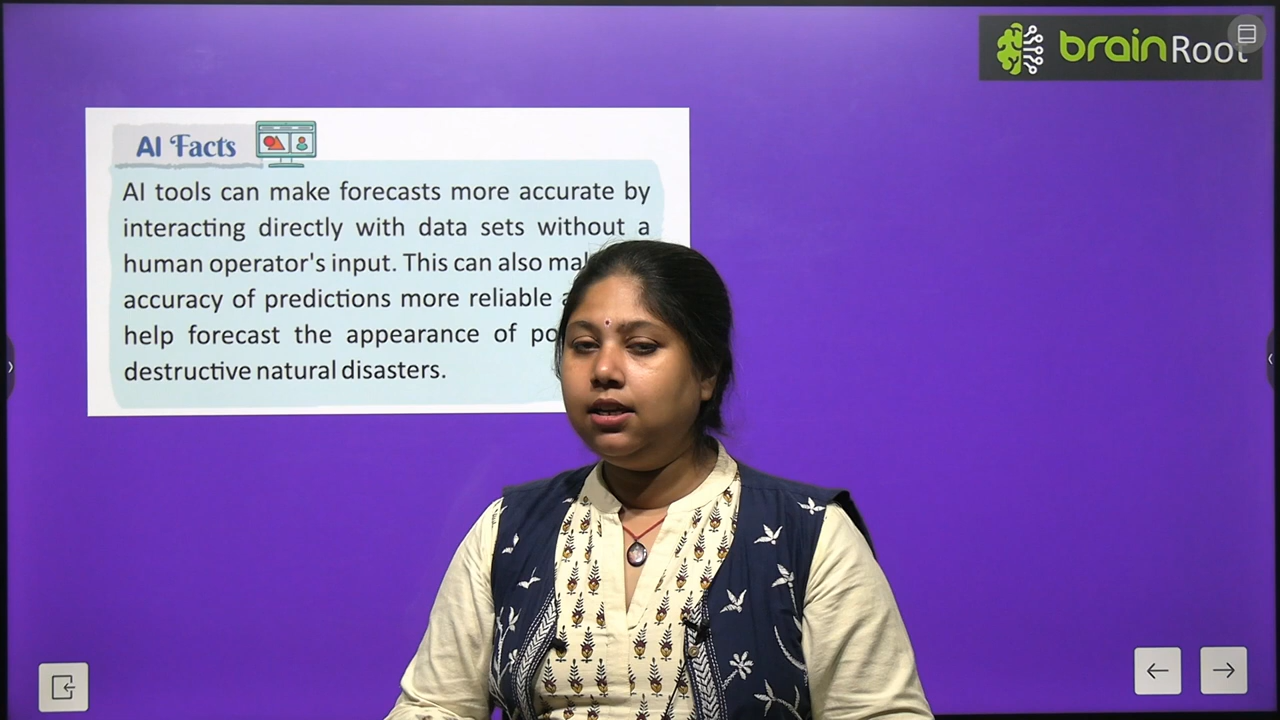 brainRoot
AI Facts
AI tools can make forecasts more accurate by
interacting directly with data sets without a
human operator's input. This can also
accuracy of predictions more reliable
help forecast the appearance of
destructive natural disasters.